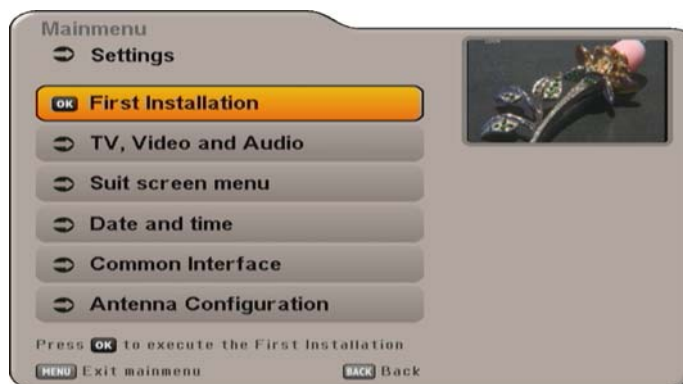 Mainmenu
Settings
OK First Installation
TV, Video and Audio
Suit screen menu
Date and time
Common Interface
Antenna Configuration
Press OK to execute the First Installation
MENU Exit mainmenu BACK Back